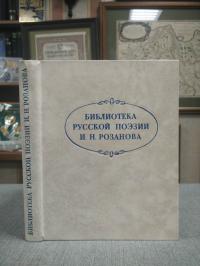 БИБЛИОТЕКА
РУССКОЙ ПОЭЗИИ
И. Н. РОЗАНОВА
БИБЛИОТЕКА РУССКОЙ ПОЭЗИИ И. Н. РОЗАНОВА